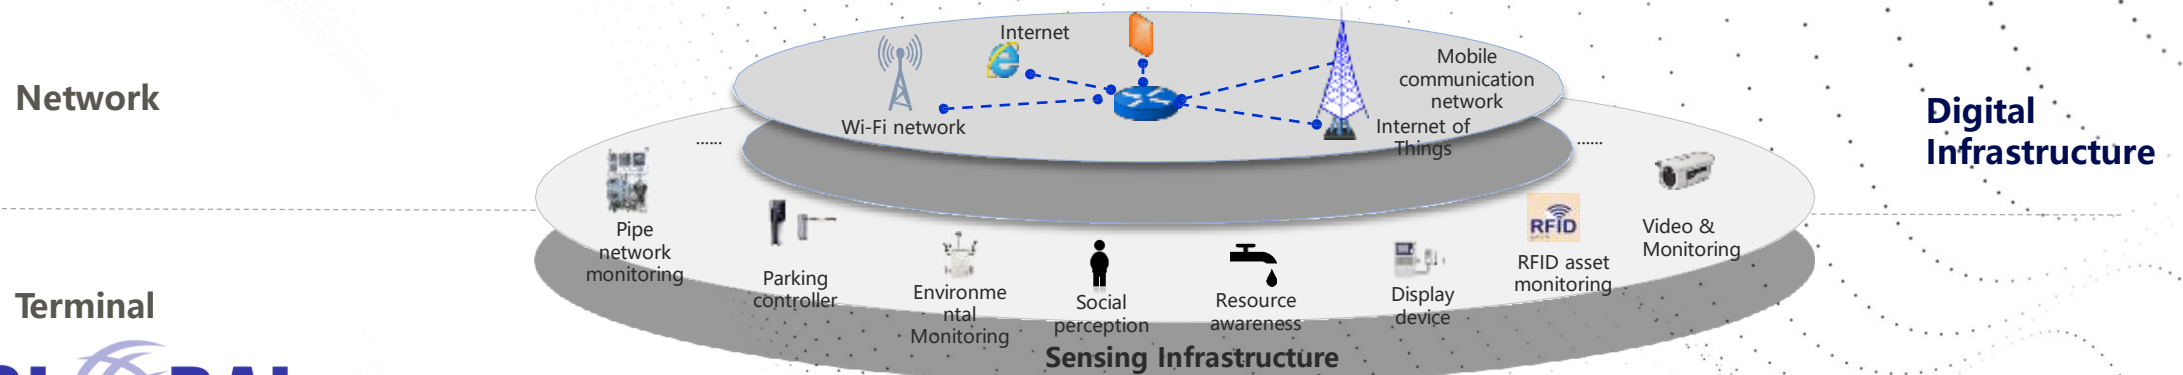 Network
Terminal
Internet
Wi-Fi network
Mobile
communication
network
Internet of
Things
......
......
Pipe
network
monitoring
Parking
controller
Environme
ntal
Monitoring
Social
perception
Resource
awareness
Display
device
RFID
RFID asset
monitoring
Video &
Monitoring
Sensing Infrastructure
Digital
Infrastructure